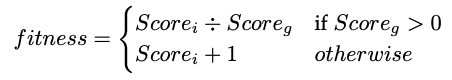 fitness = { Score_i ÷ Score_g if Score_g > 0
Score_i + 1 otherwise